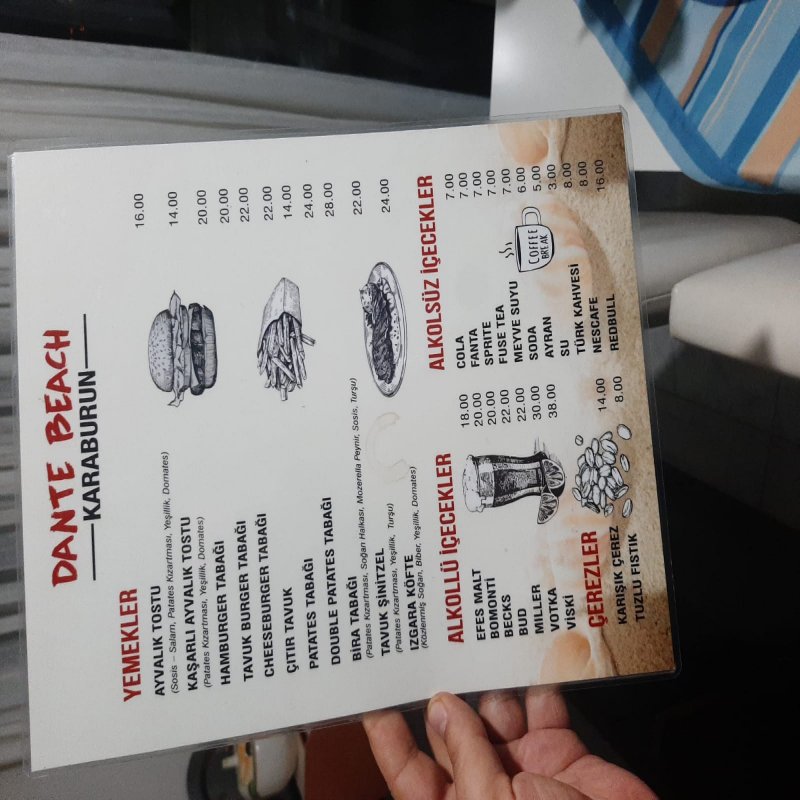 DANTE BEACH
KARABURUN
YEMEKLER
AYVALIK TOSTU 16.00
(Sosis – Salam, Patates Kızartması, Yeşillik, Domates)
KAŞARLI AYVALIK TOSTU 14.00
(Patates Kızartması, Yeşillik, Domates)
HAMBURGER TABAĞI 20.00
TAVUK BURGER TABAĞI 20.00
CHEESEBURGER TABAĞI 22.00
ÇITIR TAVUK 22.00
PATATES TABAĞI 14.00
DOUBLE PATATES TABAĞI 24.00
BİRA TABAĞI 28.00
(Patates Kızartması, Soğan Halkası, Mozerella Peynir, Sosis, Turşu)
TAVUK ŞİNİTZEL 22.00
(Patates Kızartması, Yeşillik, Turşu)
IZGARA KÖFTE 24.00
(Közlenmiş Soğan, Biber, Yeşillik, Domates)
ALKOLLÜ İÇECEKLER
EFES MALT 18.00
BOMONTİ 20.00
BECKS 20.00
BUD 22.00
MILLER 22.00
VOTKA 30.00
VİSKİ 38.00
ÇEREZLER
KARIŞIK ÇEREZ 14.00
TUZLU FISTIK 8.00
ALKOLSÜZ İÇECEKLER
COLA 7.00
FANTA 7.00
SPRITE 7.00
FUSE TEA 7.00
MEYVE SUYU 7.00
SODA 6.00
AYRAN 5.00
SU 3.00
TÜRK KAHVESİ 8.00
NESCAFE 8.00
REDBULL 16.00
COFFEE
BREAK